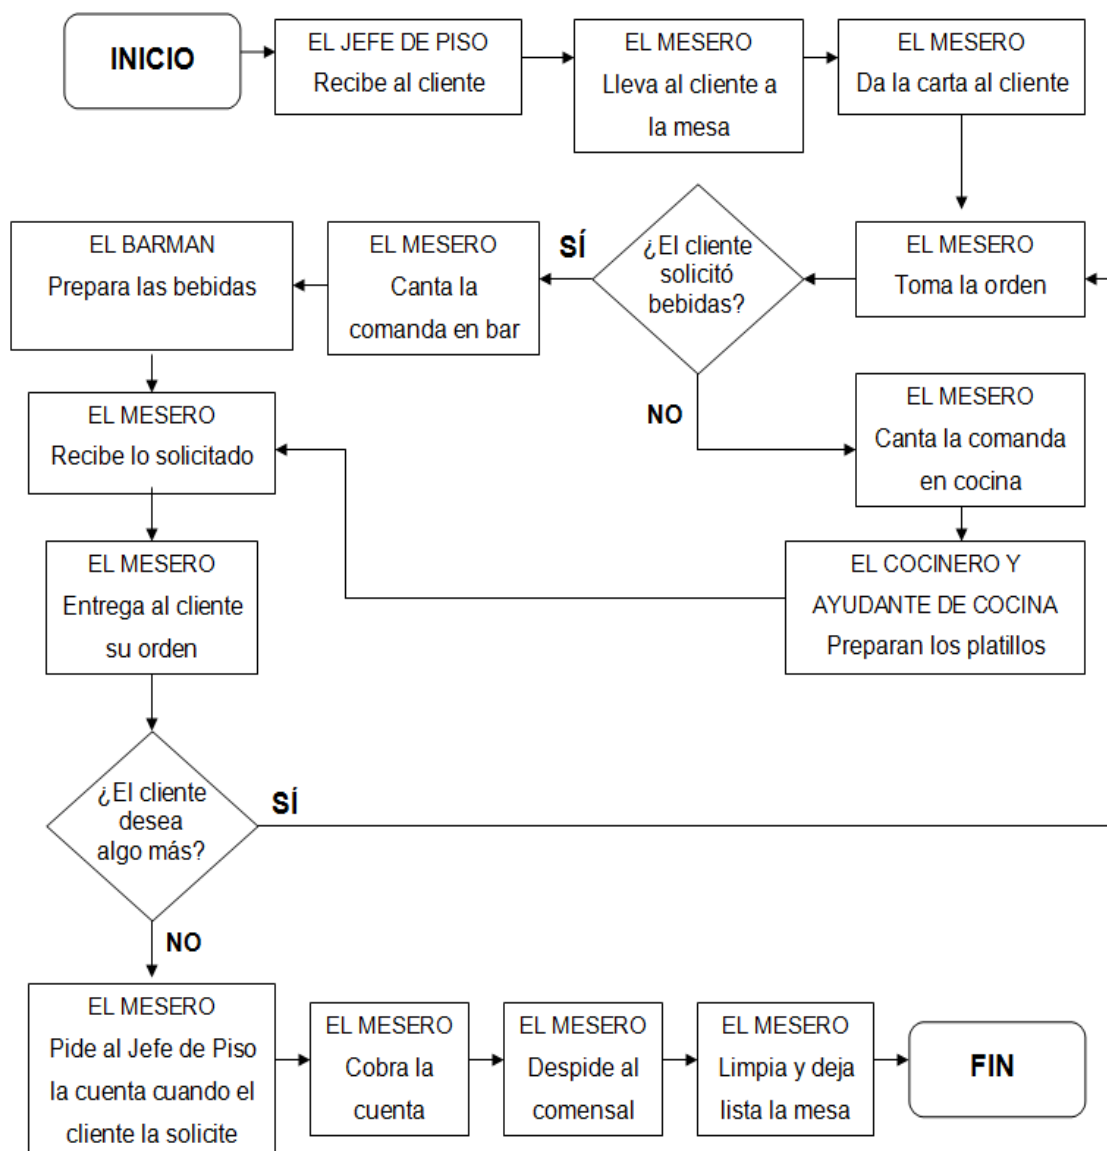 INICIO
EL JEFE DE PISO
Recibe al cliente
EL MESERO
Lleva al cliente a
la mesa
EL MESERO
Da la carta al cliente
EL MESERO
Toma la orden
¿El cliente
solicitó
bebidas?
SÍ
EL MESERO
Canta la
comanda en bar
EL BARMAN
Prepara las bebidas
NO
EL MESERO
Canta la comanda
en cocina
EL COCINERO Y
AYUDANTE DE COCINA
Preparan los platillos
EL MESERO
Recibe lo solicitado
EL MESERO
Entrega al cliente
su orden
¿El cliente
desea
algo más?
SÍ
NO
EL MESERO
Pide al Jefe de Piso
la cuenta cuando el
cliente la solicite
EL MESERO
Cobra la
cuenta
EL MESERO
Despide al
comensal
EL MESERO
Limpia y deja
lista la mesa
FIN